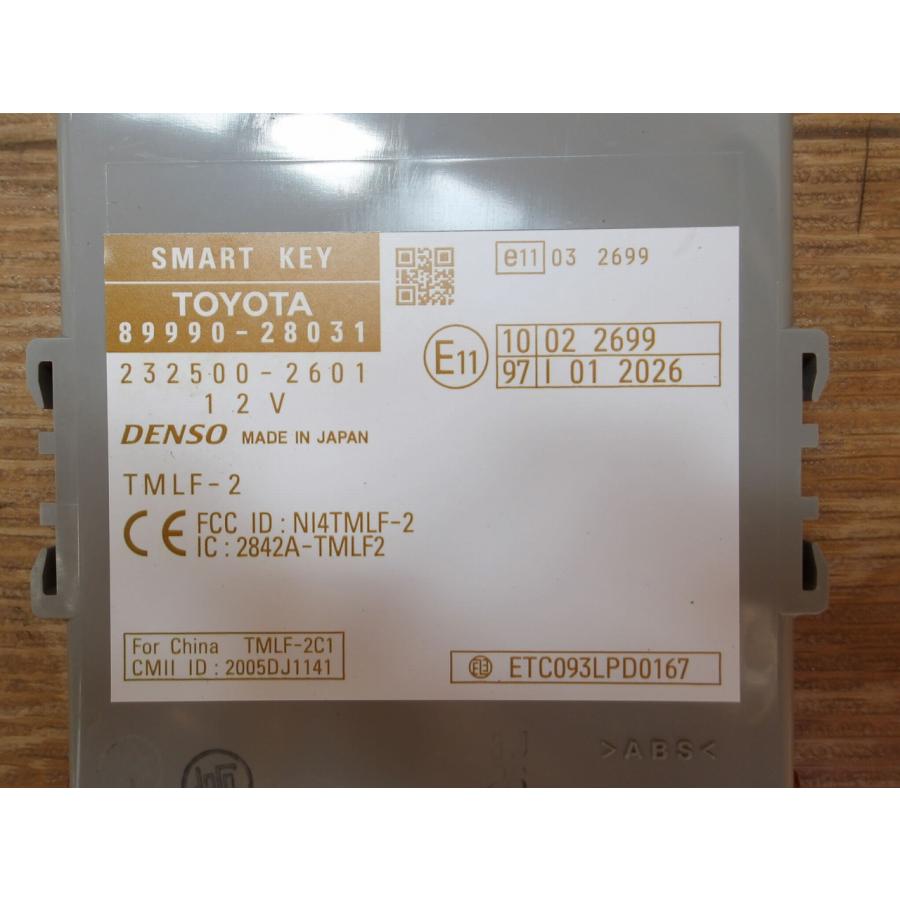 SMART KEY
TOYOTA
89990-28031
232500-2601
12V
DENSO MADE IN JAPAN
TMLF-2
CE FCC ID : NI4TMLF-2
IC : 2842A-TMLF2
For China TMLF-2C1
CMII ID : 2005DJ1141
e11 03 2699
E11
10 02 2699
97 I 01 2026
ETC093LPD0167
>ABS<